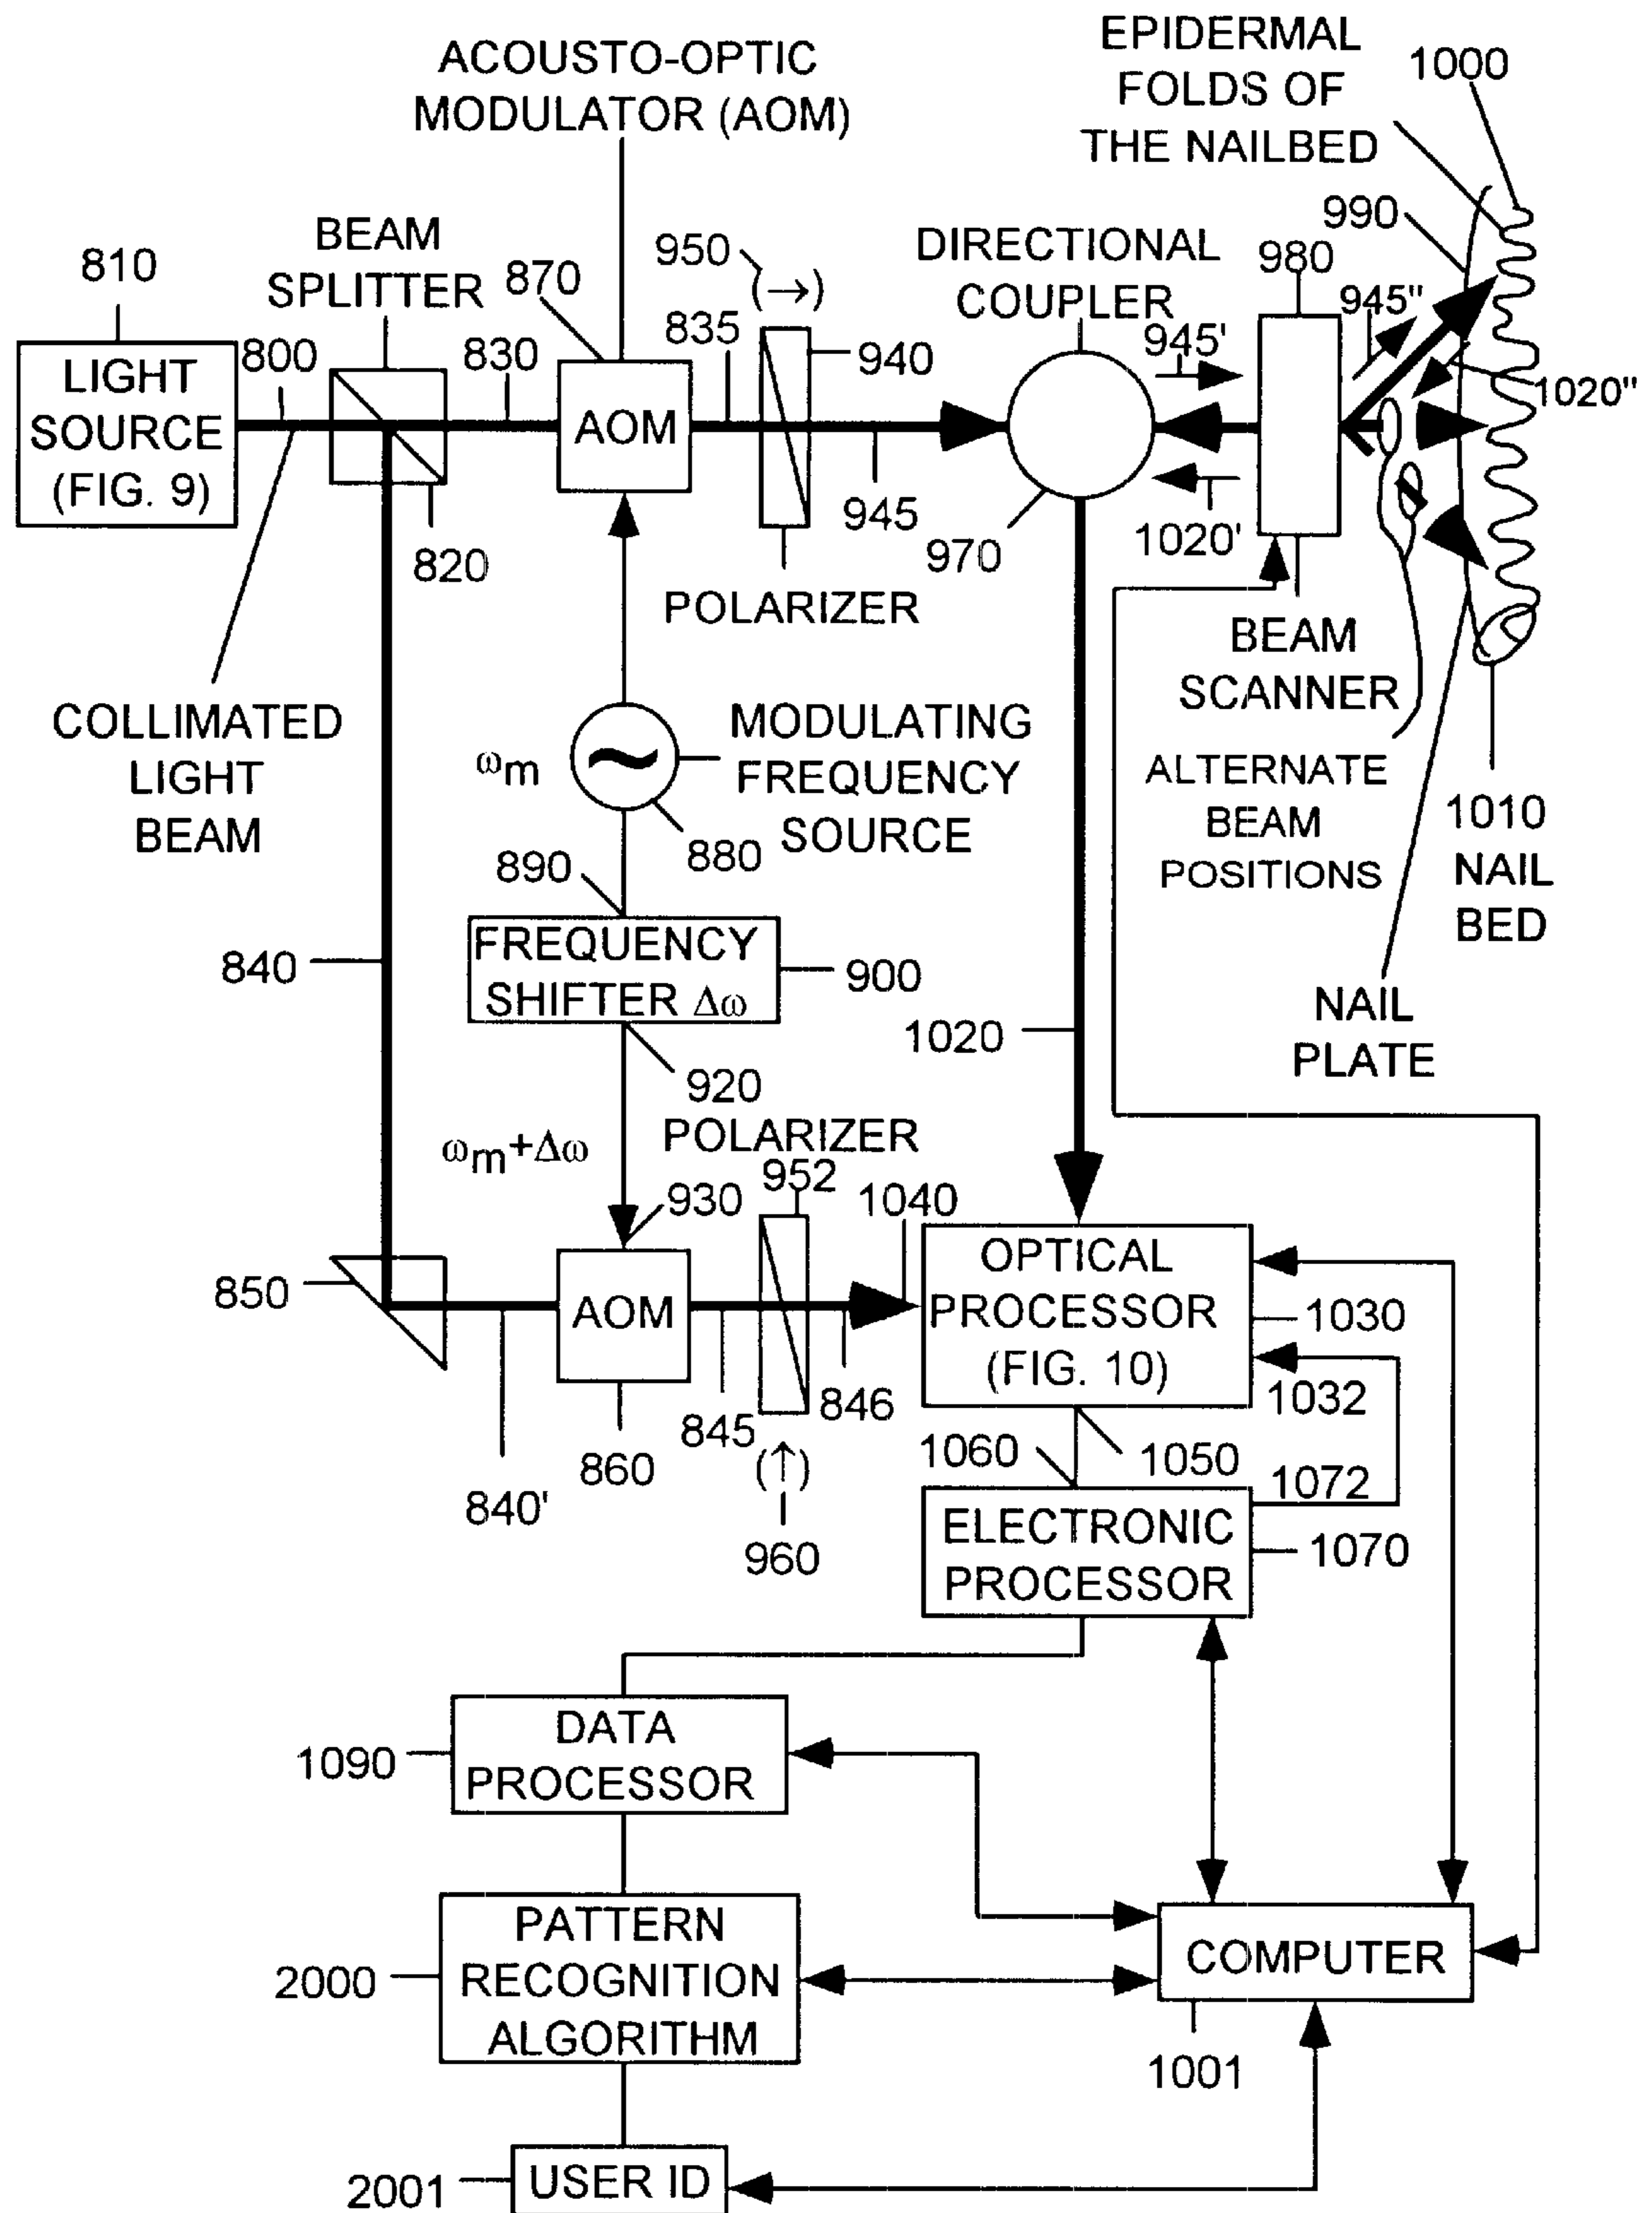 ACOUSTO-OPTIC
MODULATOR (AOM)
EPIDERMAL
FOLDS OF
THE NAILBED
1000
990
BEAM
SPLITTER
810
870
950
(→)
DIRECTIONAL
COUPLER
980
945"
LIGHT
SOURCE
(FIG. 9)
800
830
835
940
945'
1020"
AOM
820
945
970
1020'
POLARIZER
BEAM
SCANNER
COLLIMATED
LIGHT
BEAM
ωm
MODULATING
FREQUENCY
SOURCE
880
ALTERNATE
BEAM
POSITIONS
1010
NAIL
BED
890
840
FREQUENCY
SHIFTER Δω
900
1020
NAIL
PLATE
920
ωm+Δω
POLARIZER
952
930
1040
850
AOM
OPTICAL
PROCESSOR
(FIG. 10)
1030
1032
840'
860
845
846
(↑)
960
1060
1050
1072
ELECTRONIC
PROCESSOR
1070
1090
DATA
PROCESSOR
2000
PATTERN
RECOGNITION
ALGORITHM
COMPUTER
1001
2001
USER ID